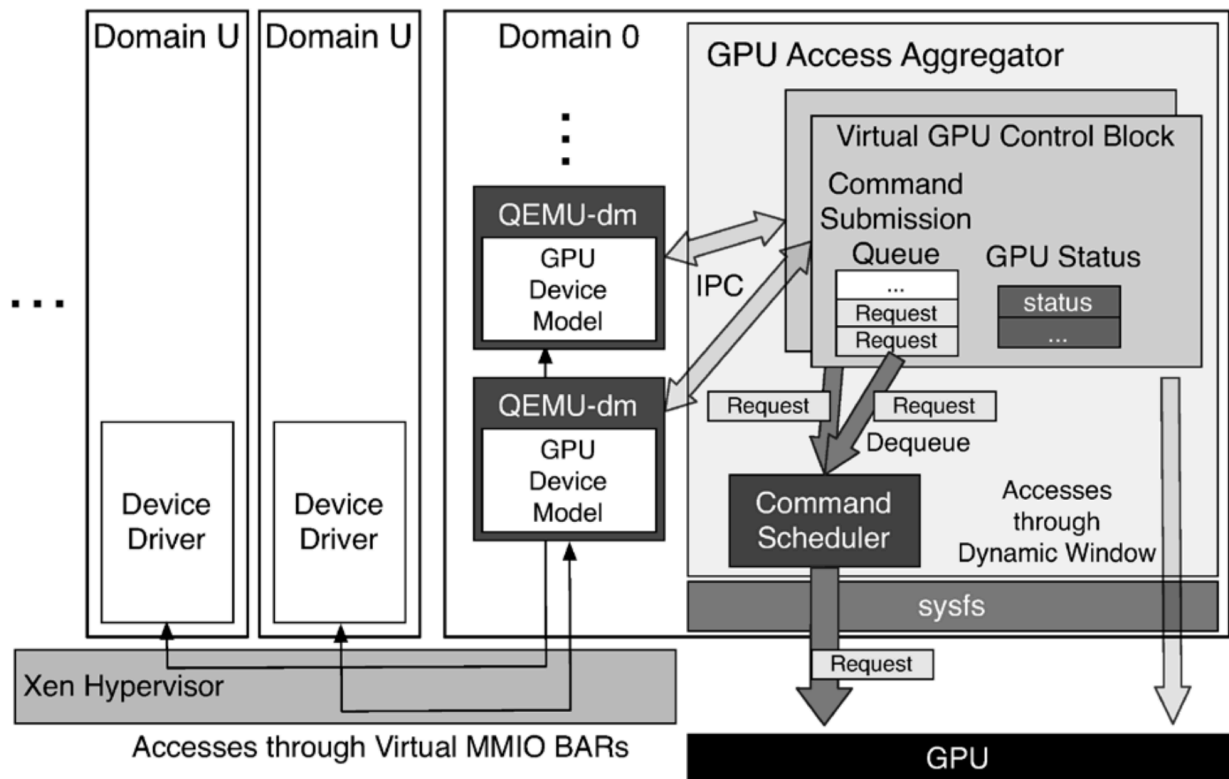 Domain U
Domain U
Domain 0
GPU Access Aggregator
Virtual GPU Control Block
Command
Submission
Queue
GPU Status
...
Request
Request
status
...
QEMU-dm
GPU
Device
Model
IPC
...
QEMU-dm
GPU
Device
Model
Request
Request
Dequeue
Command
Scheduler
Accesses
through
Dynamic Window
Device
Driver
Device
Driver
sysfs
Request
Xen Hypervisor
Accesses through Virtual MMIO BARs
GPU